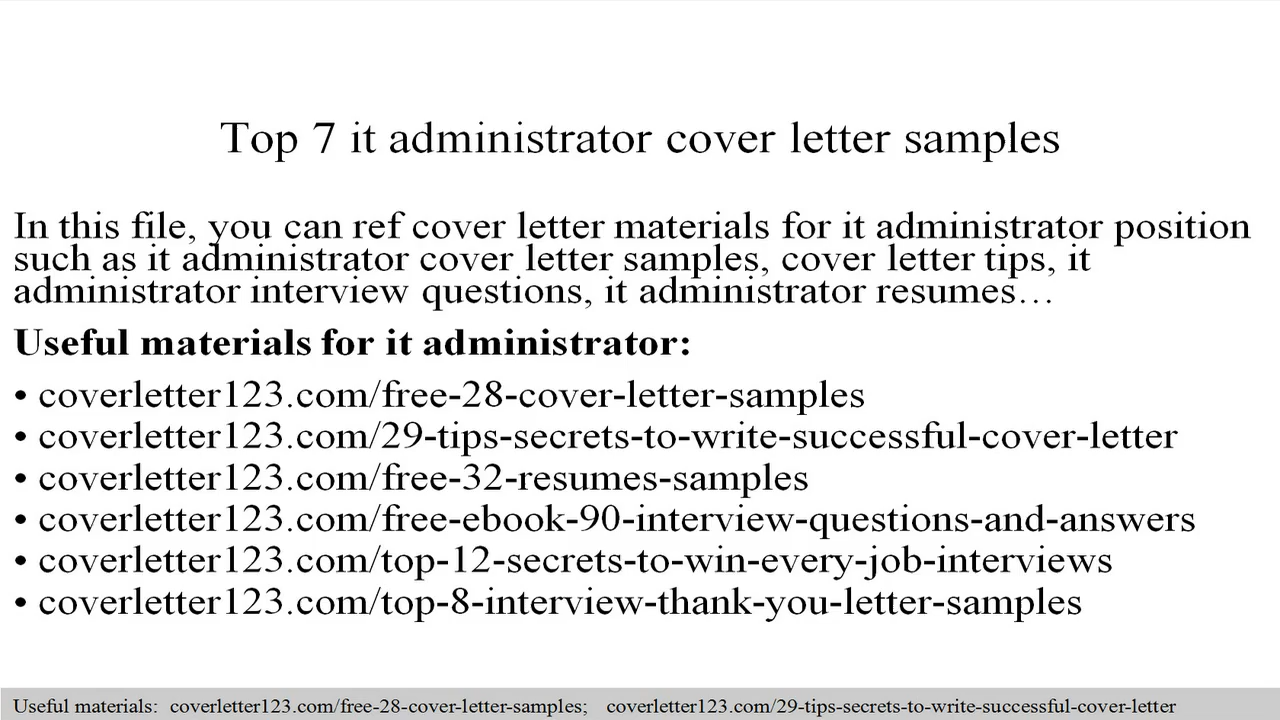 Top 7 it administrator cover letter samples
In this file, you can ref cover letter materials for it administrator position
such as it administrator cover letter samples, cover letter tips, it
administrator interview questions, it administrator resumes…
Useful materials for it administrator:
• coverletter123.com/free-28-cover-letter-samples
• coverletter123.com/29-tips-secrets-to-write-successful-cover-letter
• coverletter123.com/free-32-resumes-samples
• coverletter123.com/free-ebook-90-interview-questions-and-answers
• coverletter123.com/top-12-secrets-to-win-every-job-interviews
• coverletter123.com/top-8-interview-thank-you-letter-samples
Useful materials: coverletter123.com/free-28-cover-letter-samples; coverletter123.com/29-tips-secrets-to-write-successful-cover-letter